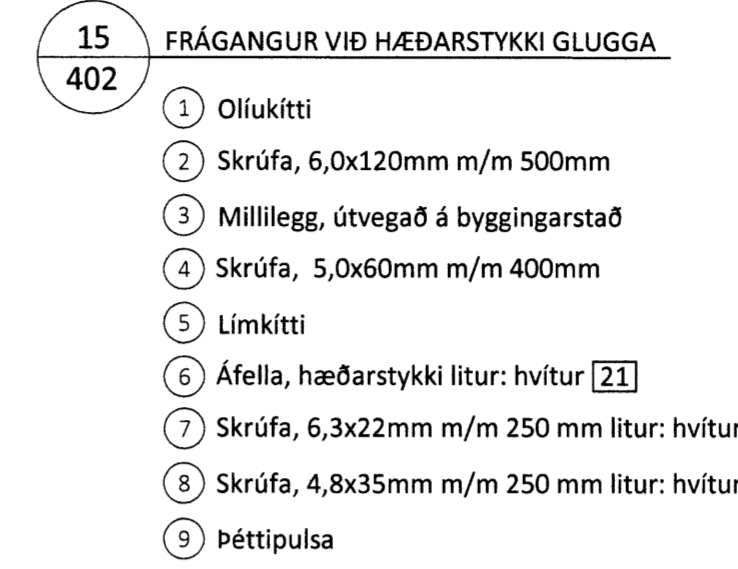 15
402
FRÁGANGUR VIÐ HÆÐARSTYKKI GLUGGA
1 Olíukítti
2 Skrúfa, 6,0x120mm m/m 500mm
3 Millilegg, útvegað á byggingarstað
4 Skrúfa, 5,0x60mm m/m 400mm
5 Límkítti
6 Áfella, hæðarstykki litur: hvítur 21
7 Skrúfa, 6,3x22mm m/m 250 mm litur: hvítur
8 Skrúfa, 4,8x35mm m/m 250 mm litur: hvítur
9 Þéttipulsa